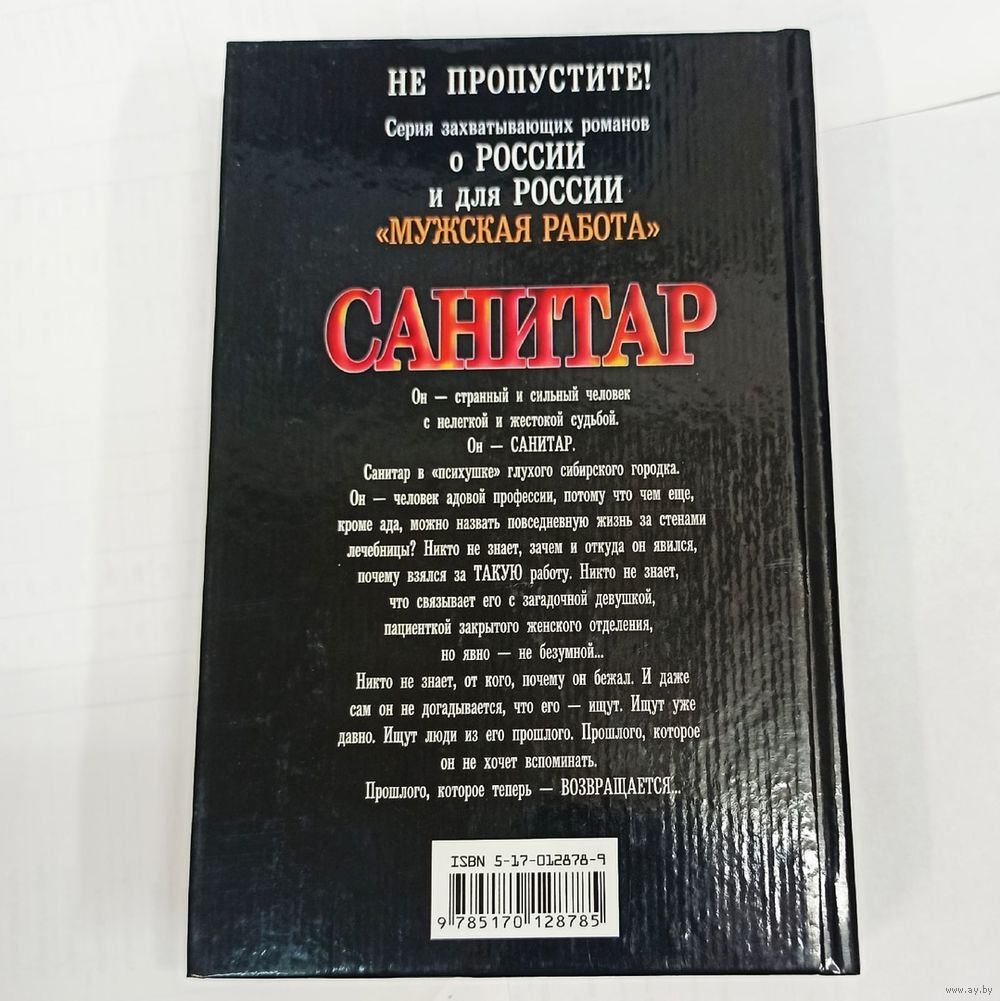 НЕ ПРОПУСТИТЕ!
Серия захватывающих романов
о РОССИИ
и для РОССИИ
«МУЖСКАЯ РАБОТА»
САНИТАР
Он — странный и сильный человек
с нелегкой и жестокой судьбой.
Он — САНИТАР.
Санитар в «психушке» глухого сибирского городка.
Он — человек адовой профессии, потому что чем еще,
кроме ада, можно назвать повседневную жизнь за стенами
лечебницы? Никто не знает, зачем и откуда он явился,
почему взялся за ТАКУЮ работу. Никто не знает,
что связывает его с загадочной девушкой,
пациенткой закрытого женского отделения,
но явно — не безумной...
Никто не знает, от кого, почему он бежал. И даже
сам он не догадывается, что его — ищут. Ищут уже
давно. Ищут люди из его прошлого. Прошлого, которое
он не хочет вспоминать.
Прошлого, которое теперь — ВОЗВРАЩАЕТСЯ...
ISBN 5-17-012878-9
9 785170 128785
www.ay.by